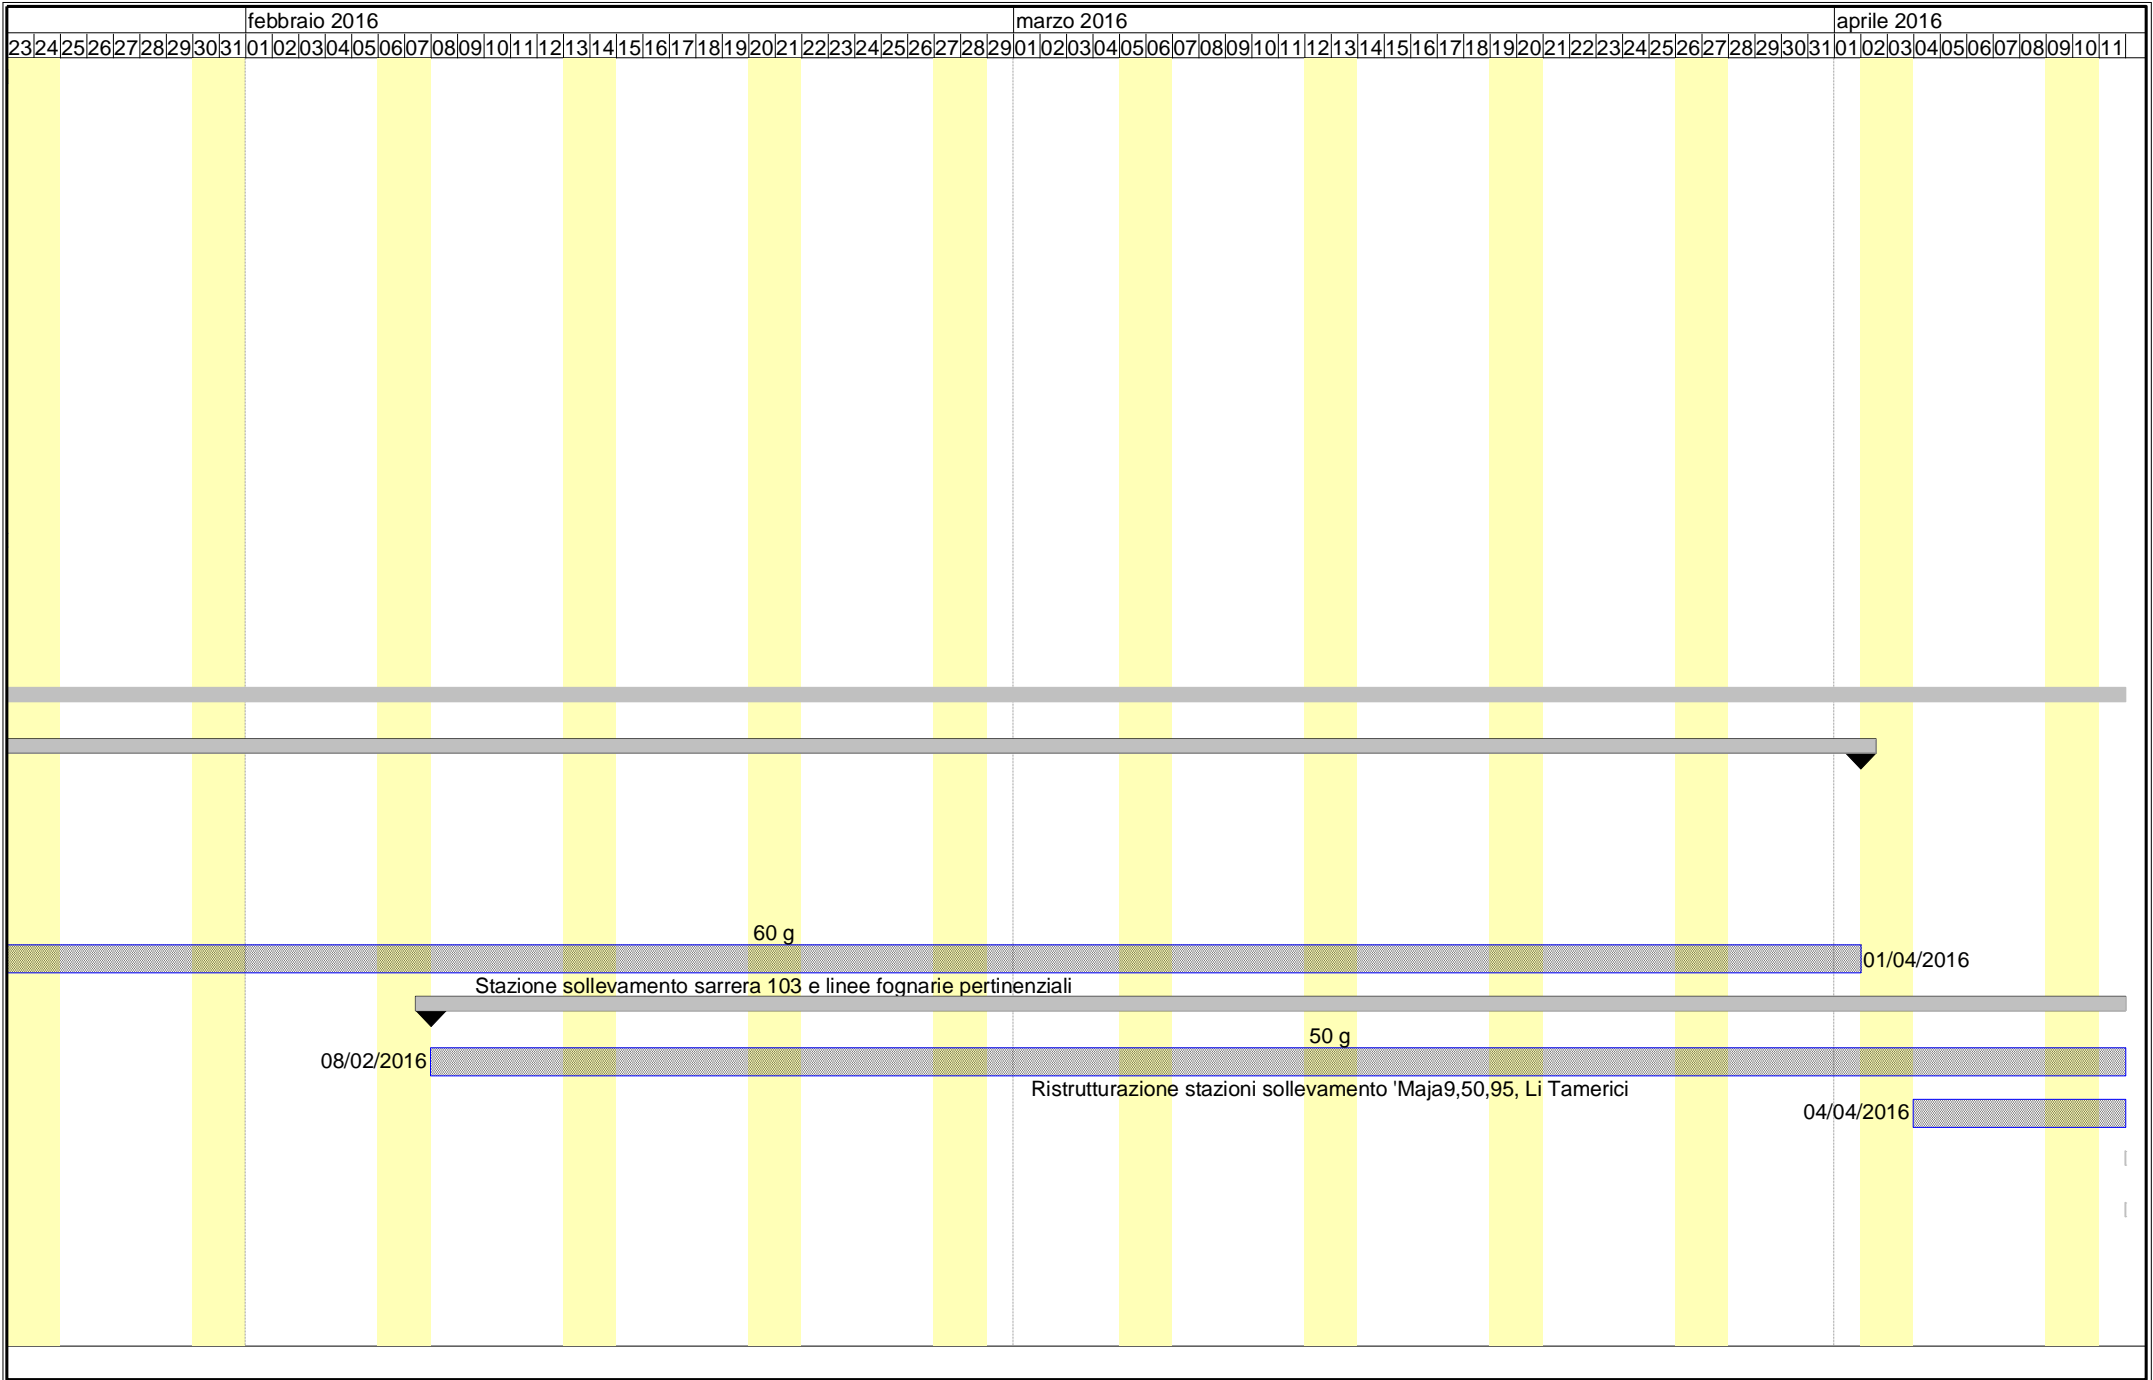 febbraio 2016 marzo 2016 aprile 2016
23 24 25 26 27 28 29 30 31 01 02 03 04 05 06 07 08 09 10 11 12 13 14 15 16 17 18 19 20 21 22 23 24 25 26 27 28 29 01 02 03 04 05 06 07 08 09 10 11 12 13 14 15 16 17 18 19 20 21 22 23 24 25 26 27 28 29 30 31 01 02 03 04 05 06 07 08 09 10 11
60 g
01/04/2016
Stazione sollevamento sarrera 103 e linee fognarie pertinenziali
50 g
08/02/2016
Ristrutturazione stazioni sollevamento 'Maja9,50,95, Li Tamerici
04/04/2016